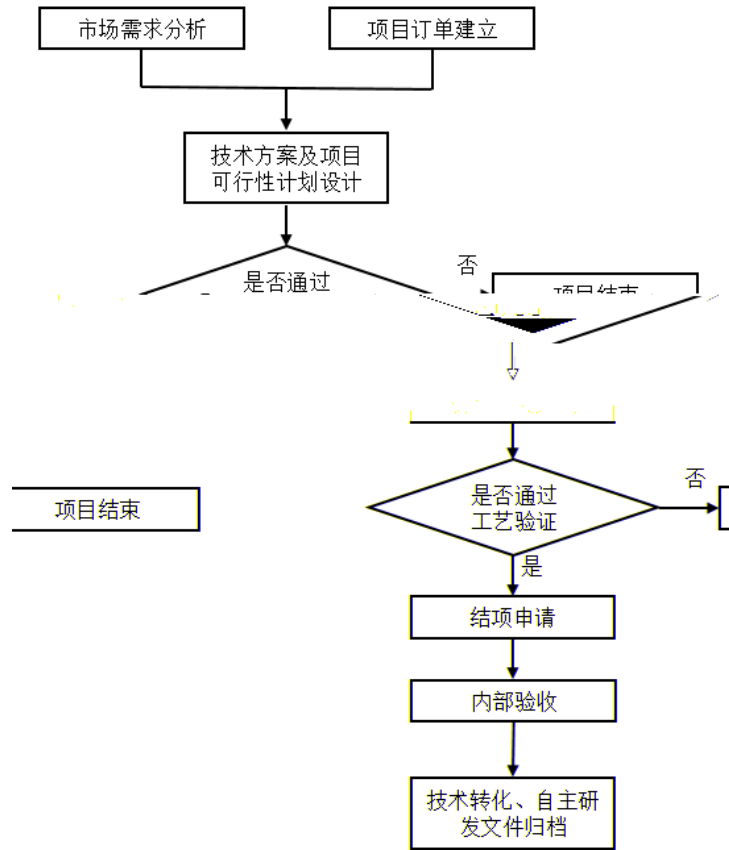 市场需求分析
项目订单建立
技术方案及项目
可行性计划设计
是否通过
否
项目结束
项目结束
是否通过
工艺验证
否
是
结项申请
内部验收
技术转化、自主研
发文件归档